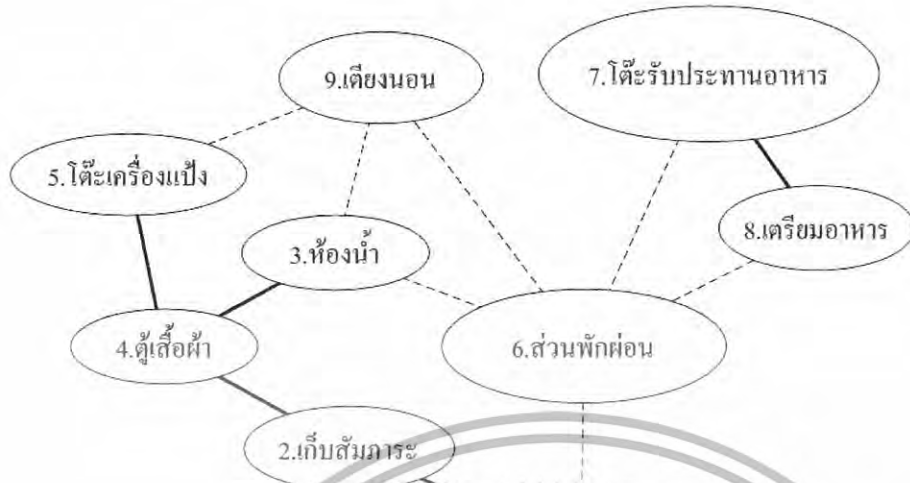 9.เตียงนอน
7.โต๊ะรับประทานอาหาร
5.โต๊ะเครื่องแป้ง
8.เตรียมอาหาร
3.ห้องน้ำ
4.ตู้เสื้อผ้า
6.ส่วนพักผ่อน
2.เก็บสัมภาระ